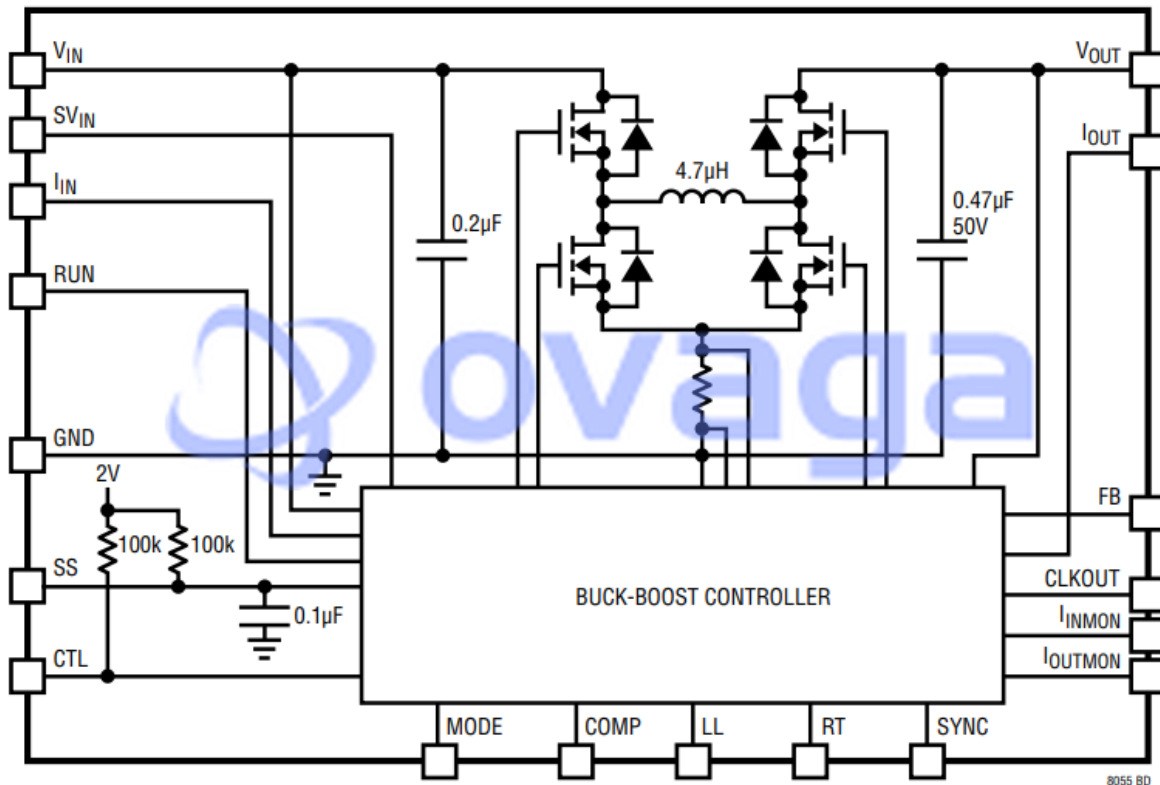 VIN
SVIN
IIN
RUN
GND
2V
100k
100k
SS
0.1µF
CTL
0.2µF
4.7µH
0.47µF
50V
VOUT
IOUT
ovaga
BUCK-BOOST CONTROLLER
FB
CLKOUT
IINMON
IOUTMON
MODE
COMP
LL
RT
SYNC
8055 BD